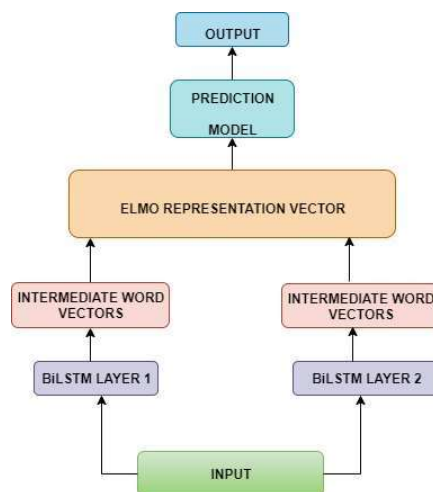 OUTPUT
PREDICTION
MODEL
ELMO REPRESENTATION VECTOR
INTERMEDIATE WORD
VECTORS
INTERMEDIATE WORD
VECTORS
BiLSTM LAYER 1
BiLSTM LAYER 2
INPUT